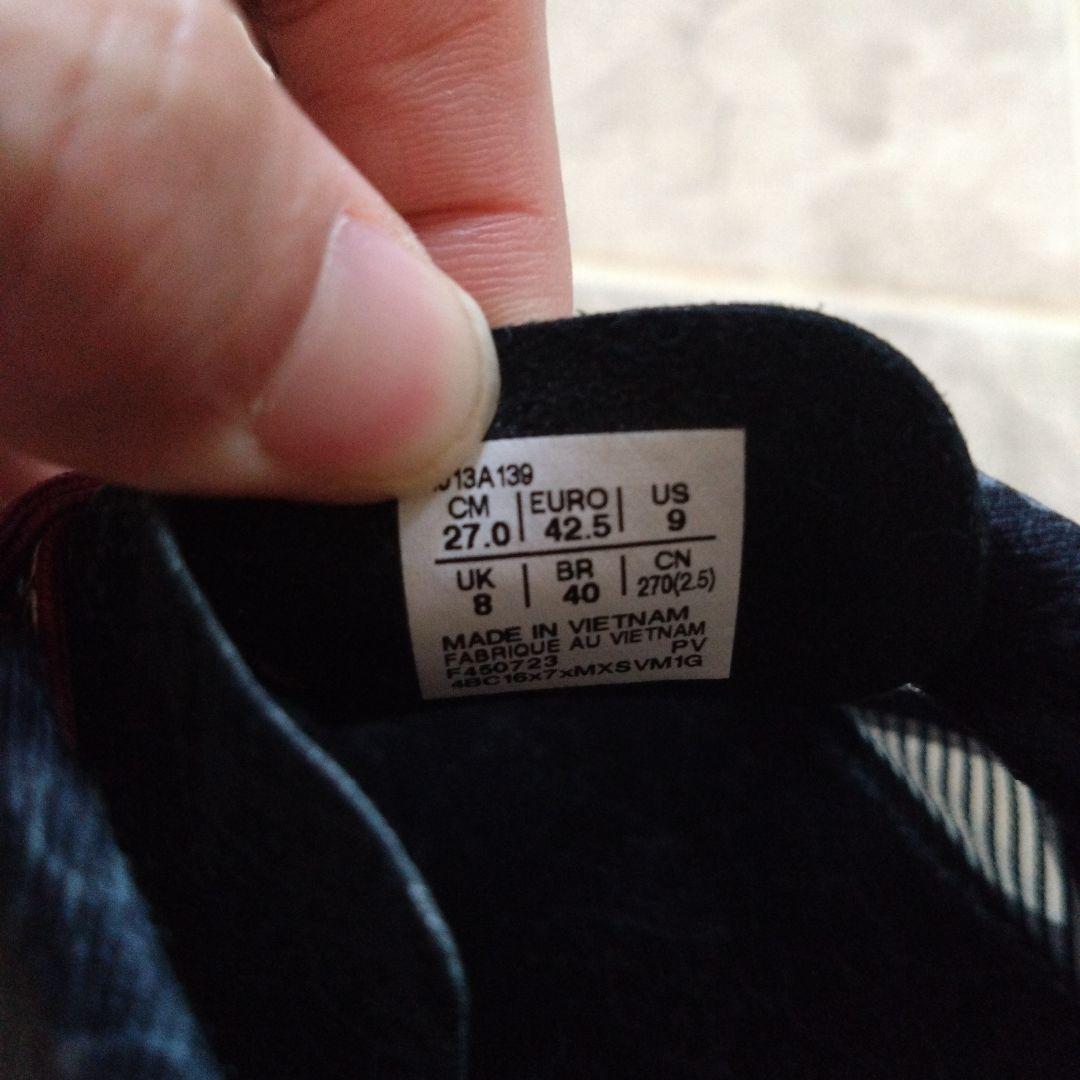 J13A139
CM | EURO | US
27.0 | 42.5 | 9
UK | BR | CN
8 | 40 | 270(2.5)
MADE IN VIETNAM
FABRIQUE AU VIETNAM
F450723 PV
4BC16x7xMXSVM1G